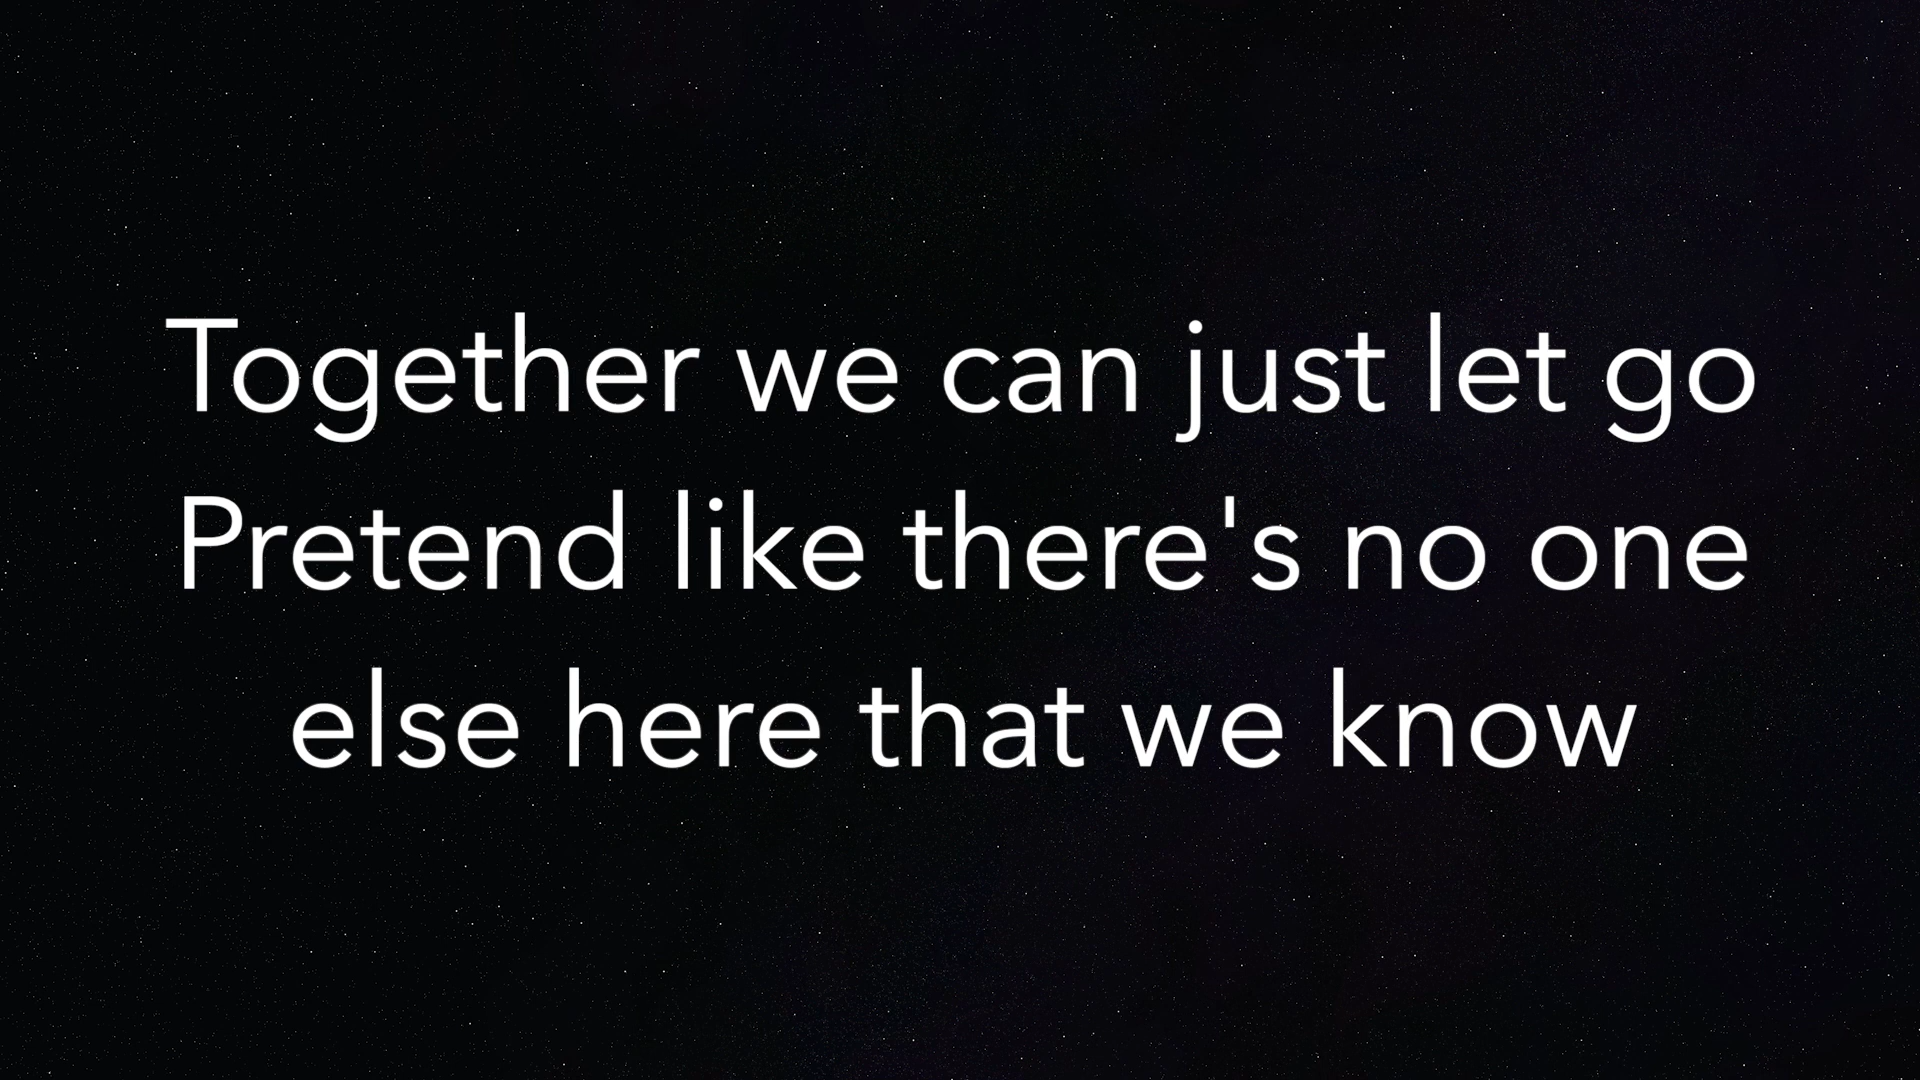 Together we can just let go
Pretend like there's no one
else here that we know